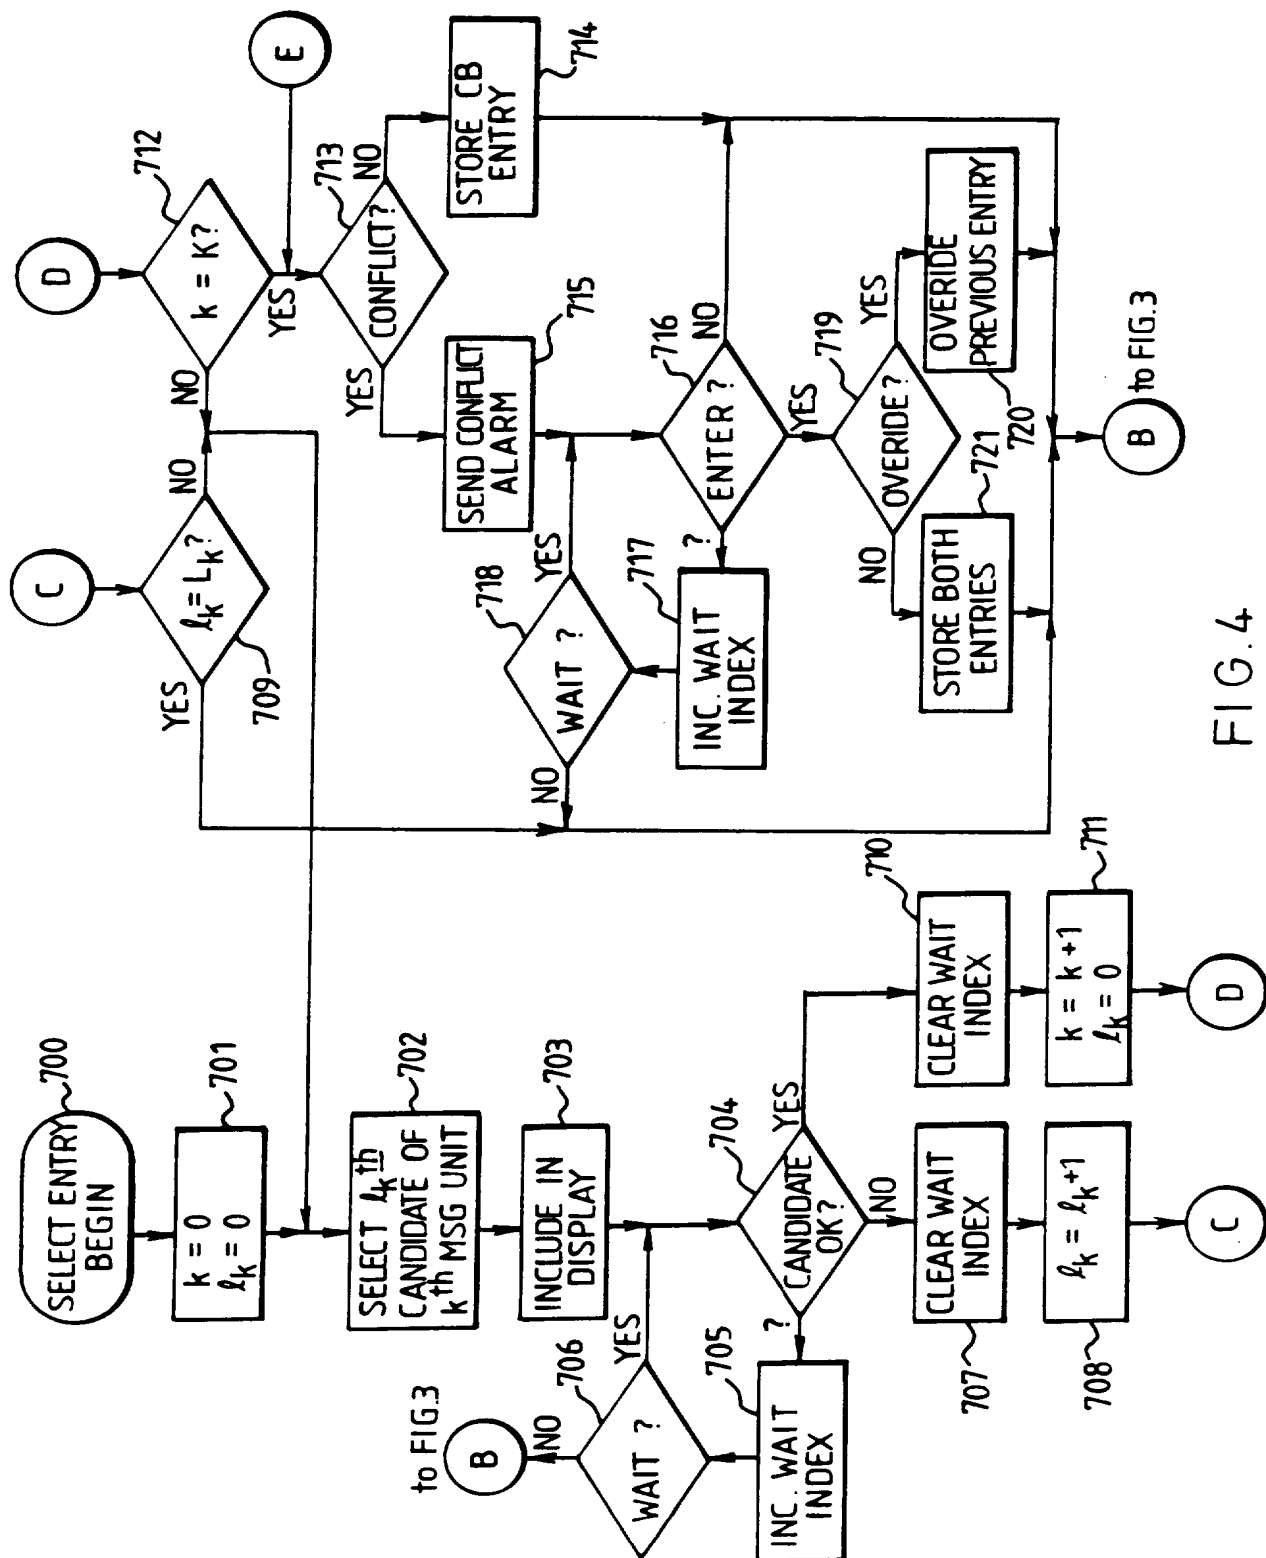 SELECT ENTRY
BEGIN
700
k = 0
ℓk = 0
701
SELECT ℓk th
CANDIDATE OF
k th MSG UNIT
702
INCLUDE IN
DISPLAY
703
CANDIDATE
OK?
704
YES
NO
?
INC. WAIT
INDEX
705
WAIT ?
706
YES
NO
B
to FIG.3
CLEAR WAIT
INDEX
707
ℓk = ℓk+1
708
C
CLEAR WAIT
INDEX
710
k = k+1
ℓk = 0
711
D
C
ℓk = Lk?
709
YES
NO
D
k = K?
712
NO
YES
E
CONFLICT?
713
NO
YES
STORE CB
ENTRY
714
SEND CONFLICT
ALARM
715
ENTER ?
716
NO
YES
?
INC. WAIT
INDEX
717
WAIT ?
718
YES
NO
OVERIDE?
719
YES
NO
OVERIDE
PREVIOUS ENTRY
720
STORE BOTH
ENTRIES
721
B
to FIG.3
FIG.4